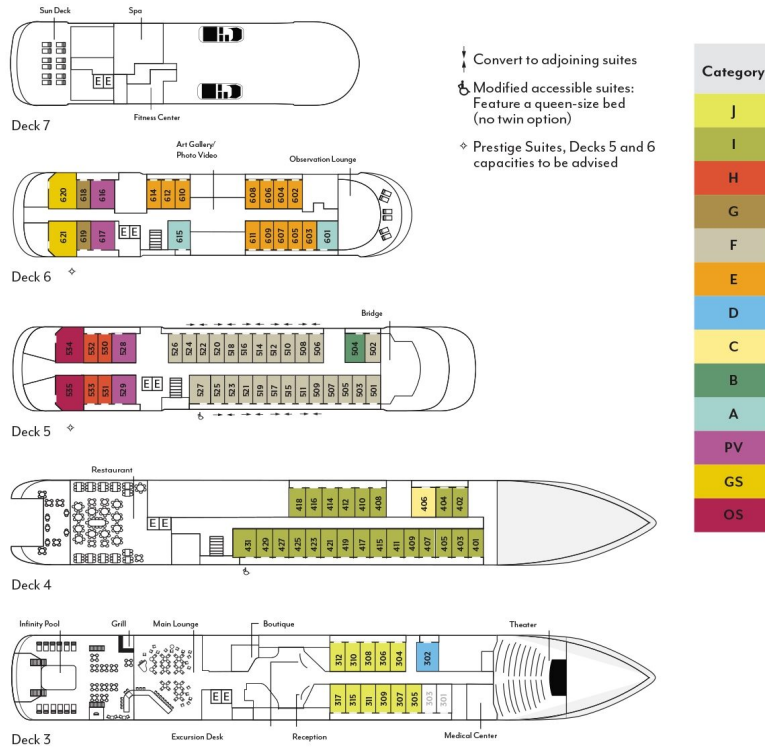 Sun Deck
Spa
E E
Fitness Center
Deck 7
Convert to adjoining suites
Modified accessible suites:
Feature a queen-size bed
(no twin option)
Prestige Suites, Decks 5 and 6
capacities to be advised
Category
J
I
H
G
F
E
D
C
B
A
PV
GS
OS
Art Gallery/
Photo Video
Observation Lounge
620 618 616 614 612 610 608 606 604 602
621 619 617 E E 615 611 609 607 605 603 601
Deck 6
Bridge
534 532 530 528 526 524 522 520 518 516 514 512 510 508 506 504 502
535 533 531 529 E E 527 525 523 521 519 517 515 511 509 507 505 503 501
Deck 5
Restaurant
418 416 414 412 410 408 406 404 402
E E
431 429 427 425 423 421 419 417 415 411 409 407 405 403 401
Deck 4
Infinity Pool
Grill
Main Lounge
Boutique
Theater
312 310 308 306 304 302
E E
317 315 311 309 307 305 303 301
Excursion Desk
Reception
Medical Center
Deck 3